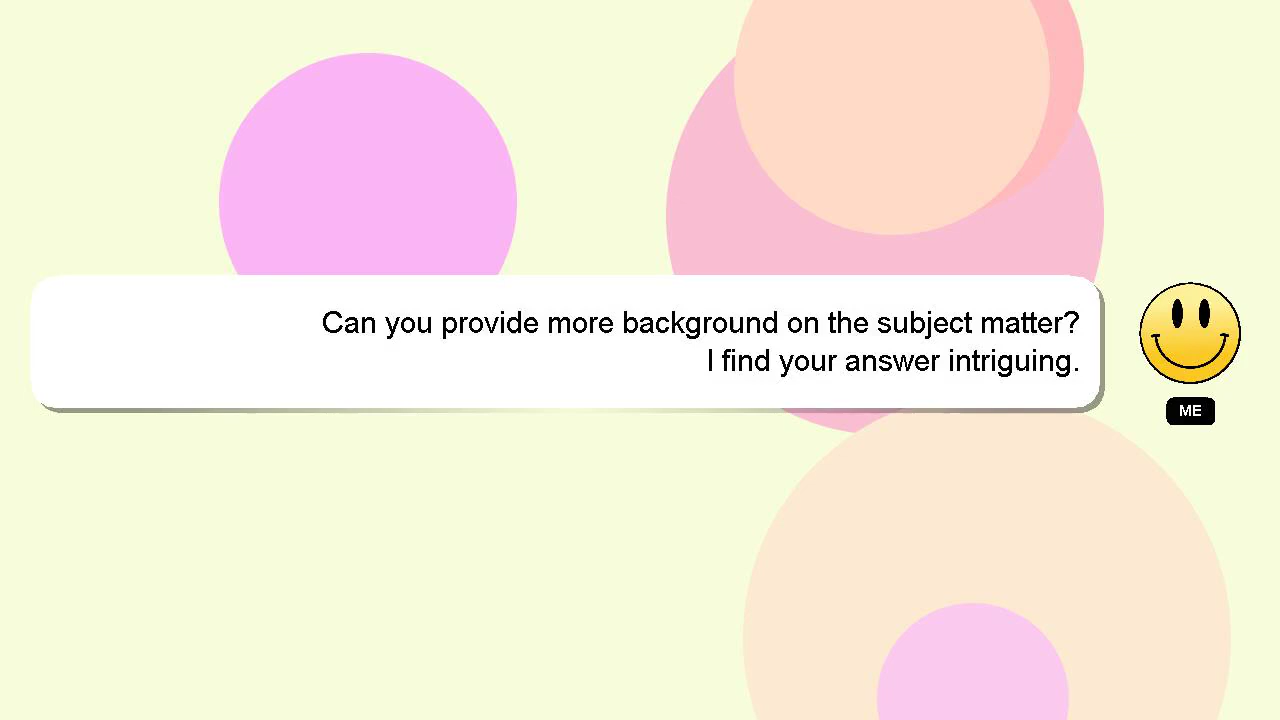 Can you provide more background on the subject matter?
I find your answer intriguing.
ME